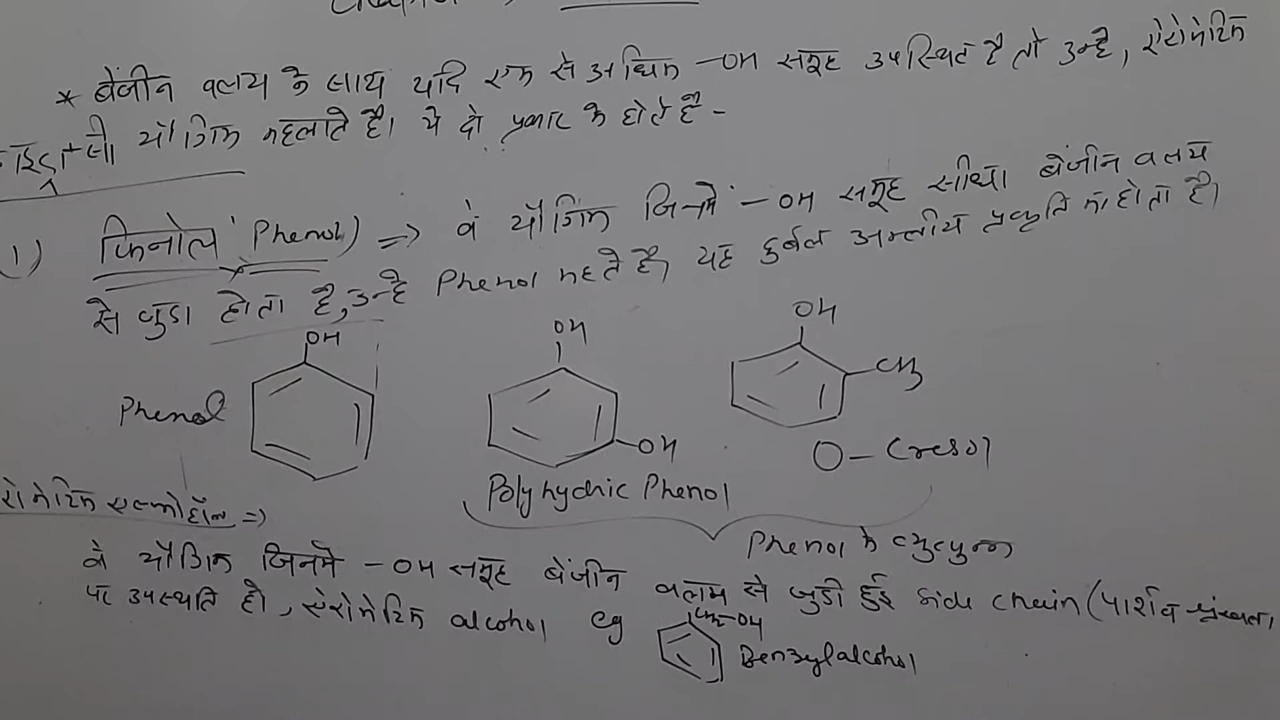 * बेंजीन वलय के साथ यदि एक से अधिक -OH समूह उपस्थित है तो उन्हे, ऐरोमेटिक
हाइड्रोक्सी यौगिक कहलाते है। ये दो प्रकार के होते है -
1) फिनोल (Phenol) => वे यौगिक जिनमें -OH समूह सीधा बेंजीन वलय
से जुडा होता है, उन्हे Phenol कहते है, यह दुर्बल अम्लीय प्रकृति का होता है।
OH
OH
OH
CH3
Phenol
OH
O-Cresol
Polyhydric Phenol
Phenol के व्युत्पन्न
रोमेटिक एल्कोहॉल =>
वे यौगिक जिनमे -OH समूह बेंजीन वलय से जुडी हुई side chain (पार्शव श्रृंखला,
पर उपस्थति हो, ऐरोमेटिक alcohol eg
CH2-OH
Benzylalcohol